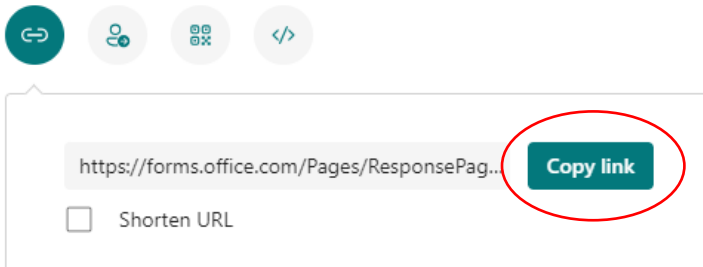 </>
https://forms.office.com/Pages/ResponsePag...
Copy link
Shorten URL